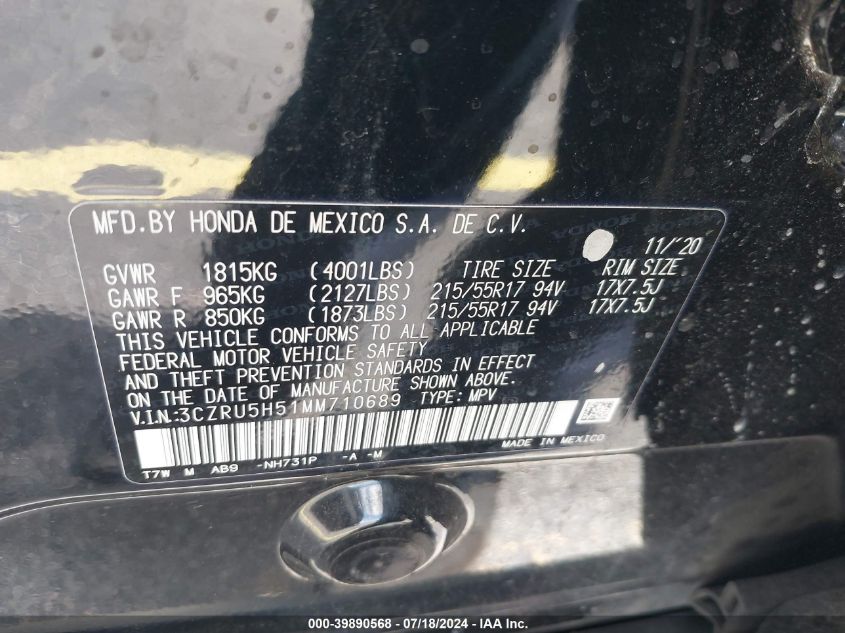 MFD.BY HONDA DE MEXICO S.A. DE C.V.
11/'20
GVWR 1815KG (4001LBS) TIRE SIZE RIM SIZE
GAWR F 965KG (2127LBS) 215/55R17 94V 17X7.5J
GAWR R 850KG (1873LBS) 215/55R17 94V 17X7.5J
THIS VEHICLE CONFORMS TO ALL APPLICABLE
FEDERAL MOTOR VEHICLE SAFETY
AND THEFT PREVENTION STANDARDS IN EFFECT
ON THE DATE OF MANUFACTURE SHOWN ABOVE.
V.I.N.:3CZRU5H51MM710689 TYPE: MPV
MADE IN MEXICO
T7W M AB9 -NH731P -A -M
000-39890568 / 07/18/2024 - IAA Inc.